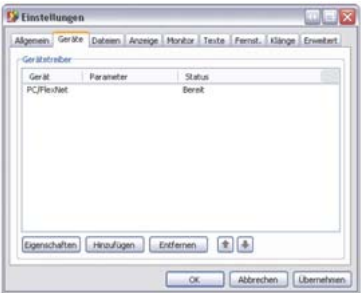 Einstellungen
Allgemein Geräte Dateien Anzeige Monitor Texte Fernst. Klänge Erweitert
Gerätetreiber
Gerät Parameter Status
PC/FlexNet Bereit
Eigenschaften Hinzufügen Entfernen
OK Abbrechen Übernehmen